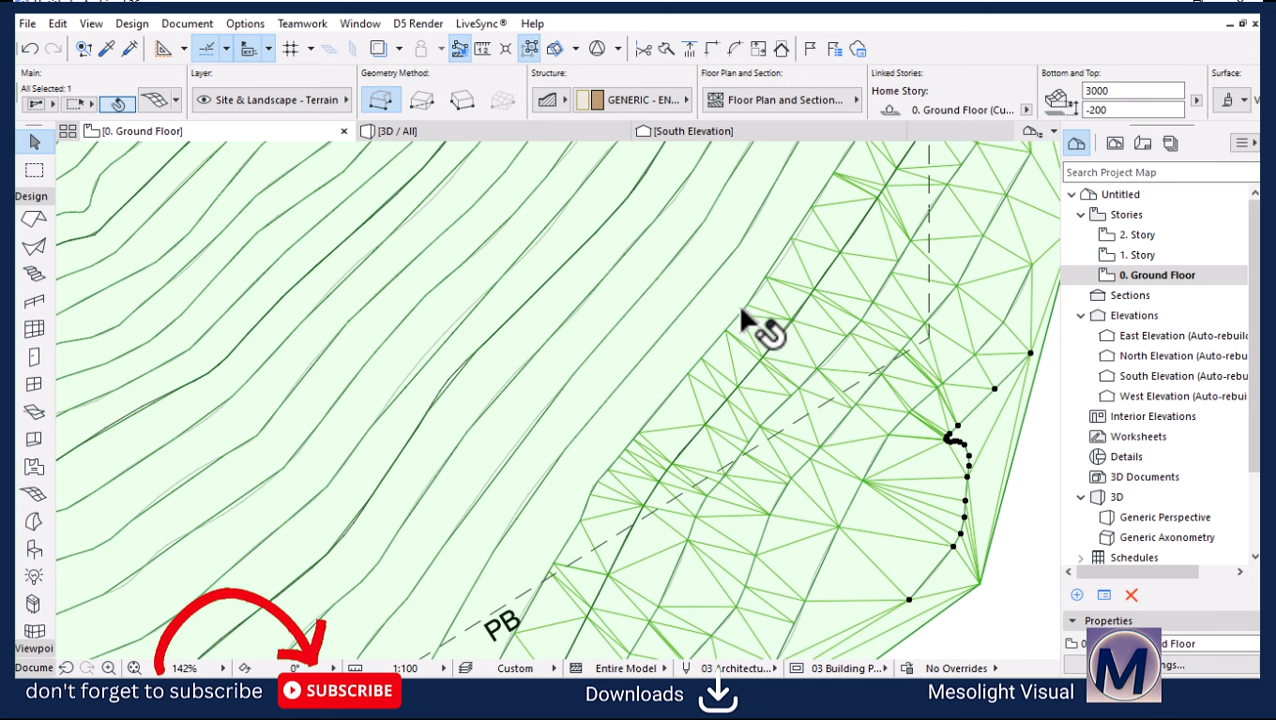 File Edit View Design Document Options Teamwork Window D5 Render LiveSync® Help
Main: Layer: Geometry Method: Structure: Floor Plan and Section: Linked Stories: Bottom and Top: Surface:
All Selected: 1 Site & Landscape - Terrain GENERIC - EN... Floor Plan and Section... Home Story: 3000
0. Ground Floor (Cu... -200
[0. Ground Floor] [3D / All] [South Elevation]
Search Project Map
Design
Untitled
Stories
2. Story
1. Story
0. Ground Floor
Sections
Elevations
East Elevation (Auto-rebuil
North Elevation (Auto-rebu
South Elevation (Auto-rebu
West Elevation (Auto-rebui
Interior Elevations
Worksheets
Details
3D Documents
3D
Generic Perspective
Generic Axonometry
Schedules
PB
Properties
Viewpoi
0 nd Floor
ngs...
Docume 142% 0° 1:100 Custom Entire Model 03 Architectu... 03 Building P... No Overrides
don't forget to subscribe SUBSCRIBE Downloads Mesolight Visual M